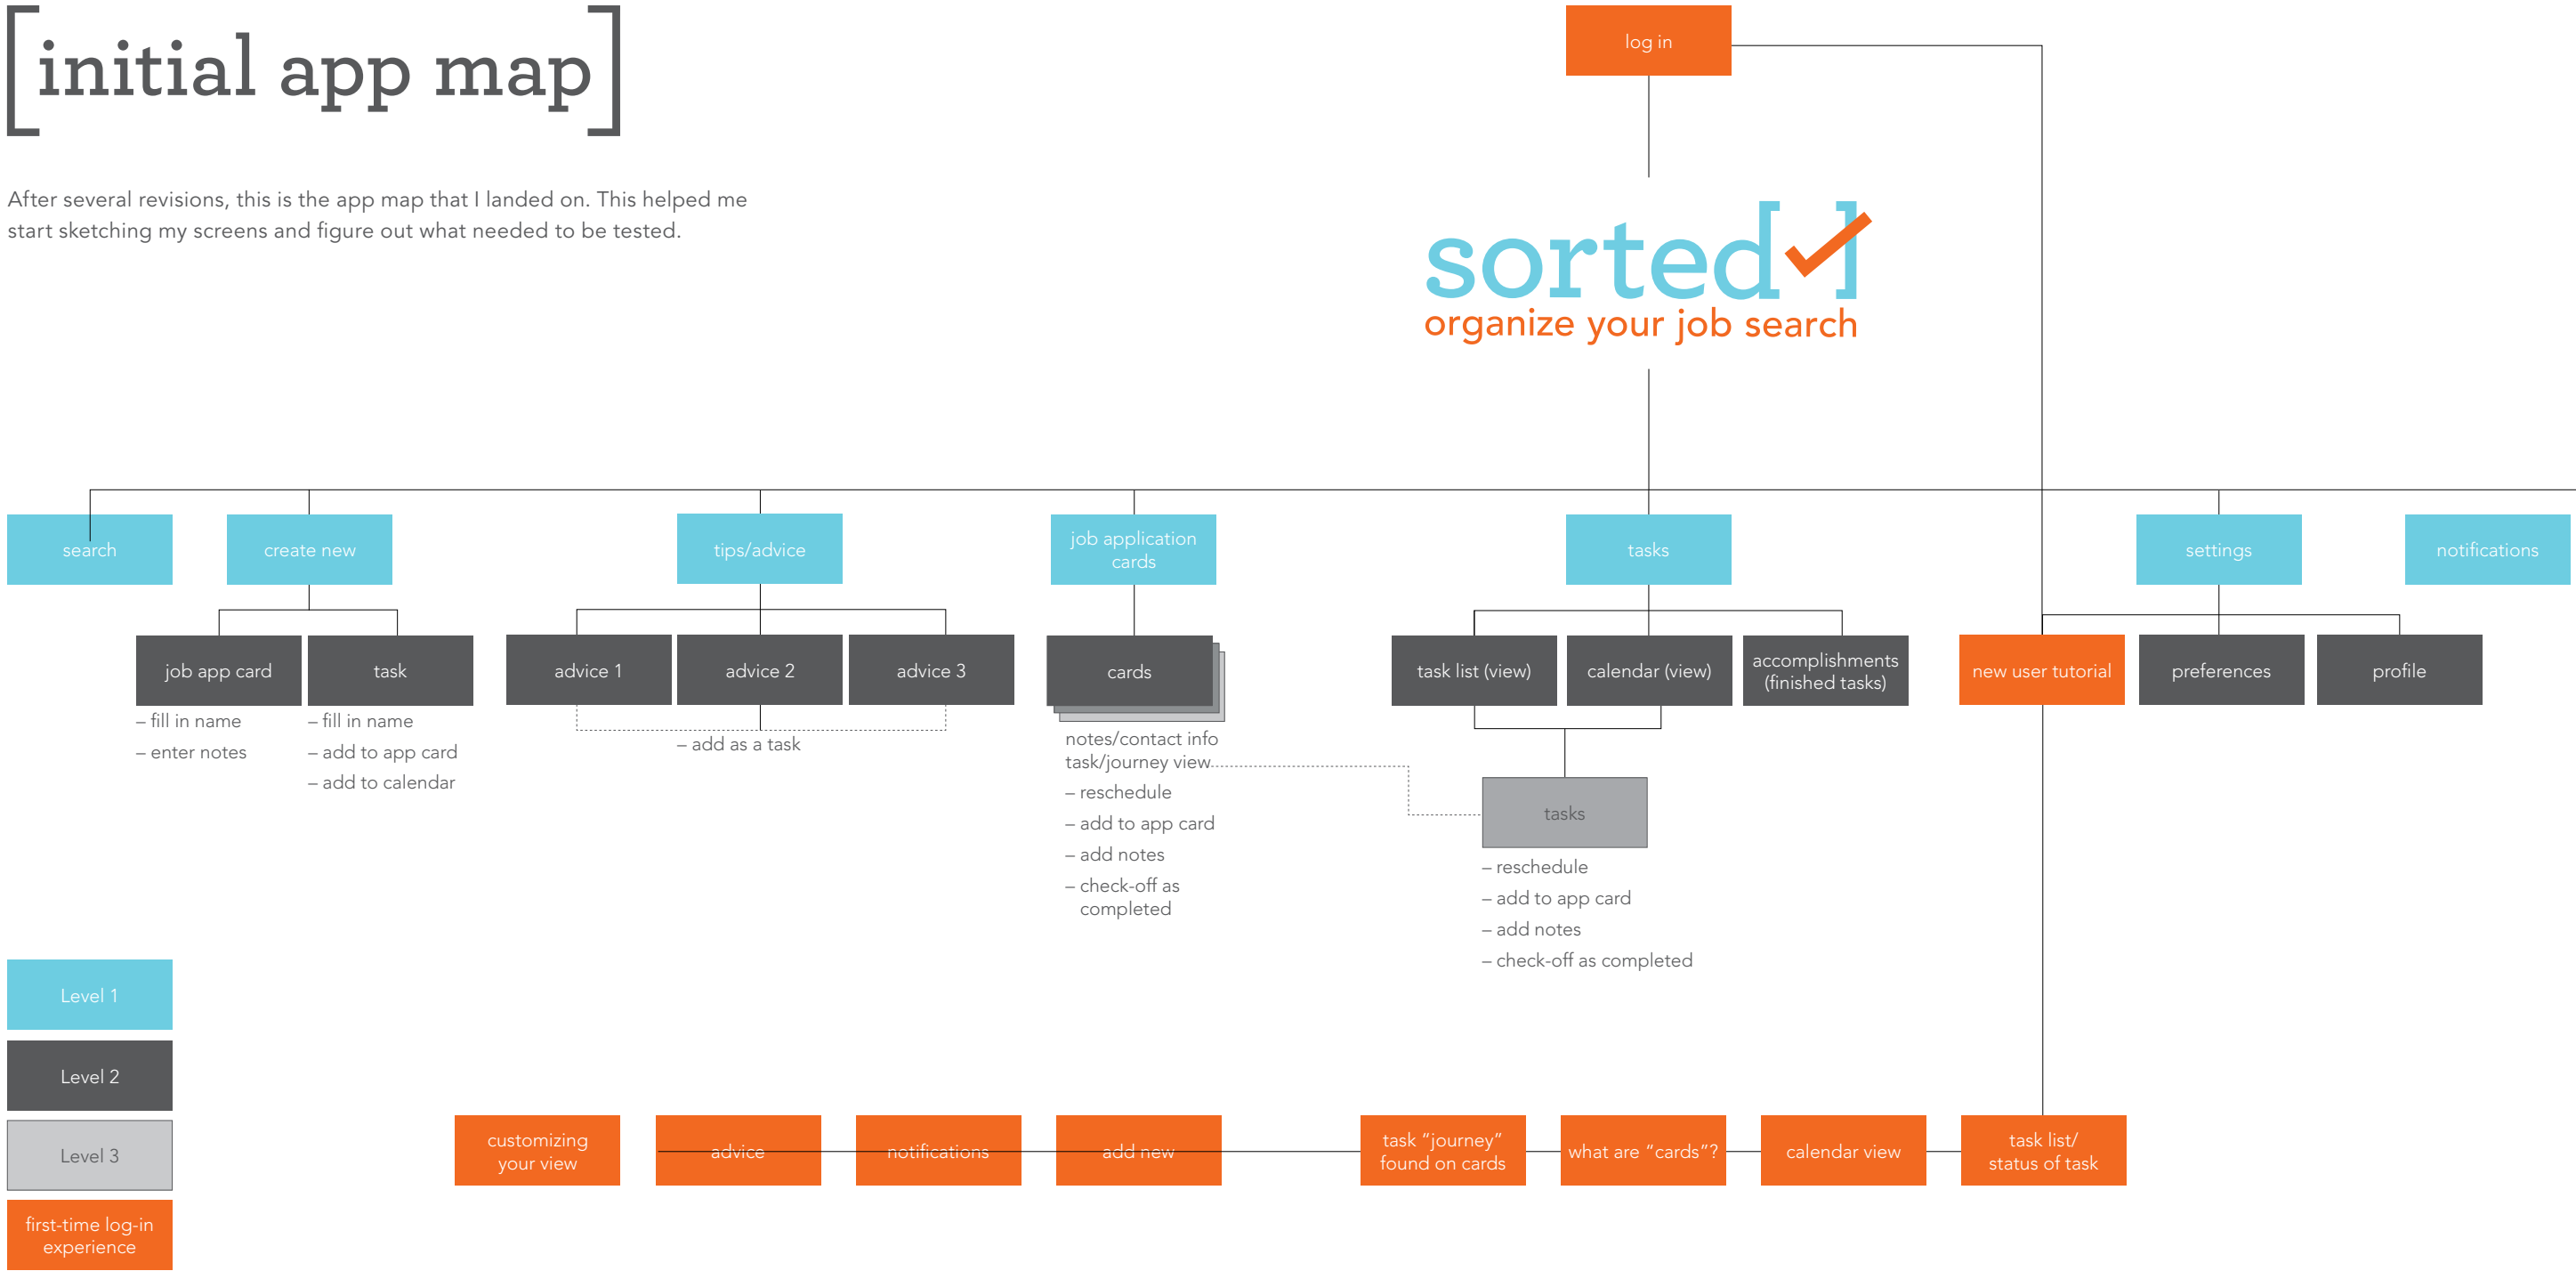 [initial app map]
After several revisions, this is the app map that I landed on. This helped me
start sketching my screens and figure out what needed to be tested.
log in
sorted[✓]
organize your job search
search
create new
tips/advice
job application
cards
tasks
settings
notifications
job app card
– fill in name
– enter notes
task
– fill in name
– add to app card
– add to calendar
advice 1
advice 2
advice 3
– add as a task
cards
notes/contact info
task/journey view
– reschedule
– add to app card
– add notes
– check-off as
completed
task list (view)
calendar (view)
accomplishments
(finished tasks)
tasks
– reschedule
– add to app card
– add notes
– check-off as completed
new user tutorial
preferences
profile
Level 1
Level 2
Level 3
first-time log-in
experience
customizing
your view
advice
notifications
add new
task “journey”
found on cards
what are “cards”?
calendar view
task list/
status of task